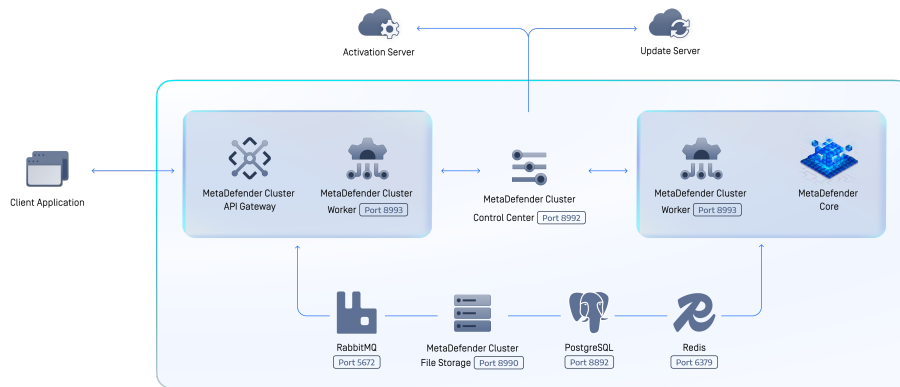 Activation Server
Update Server
Client Application
MetaDefender Cluster
API Gateway
MetaDefender Cluster
Worker Port 8993
MetaDefender Cluster
Control Center Port 8992
MetaDefender Cluster
Worker Port 8993
MetaDefender
Core
RabbitMQ
Port 5672
MetaDefender Cluster
File Storage Port 8990
PostgreSQL
Port 8892
Redis
Port 6379